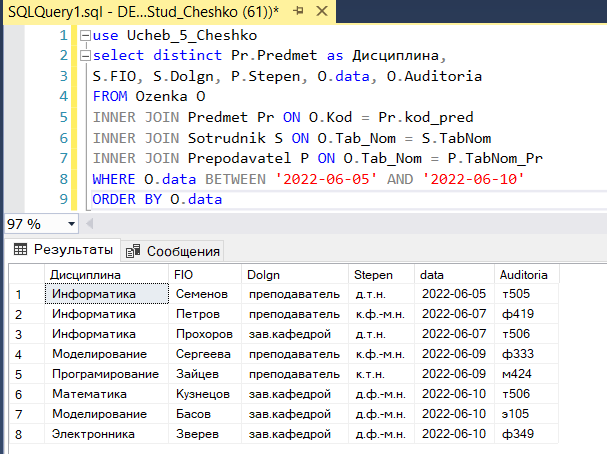 SQLQuery1.sql - DE...Stud_Cheshko (61))*
1 use Ucheb_5_Cheshko
2 select distinct Pr.Predmet as Дисциплина,
3 S.FIO, S.Dolgn, P.Stepen, O.data, O.Auditoria
4 FROM Ozenka O
5 INNER JOIN Predmet Pr ON O.Kod = Pr.kod_pred
6 INNER JOIN Sotrudnik S ON O.Tab_Nom = S.TabNom
7 INNER JOIN Prepodavatel P ON O.Tab_Nom = P.TabNom_Pr
8 WHERE O.data BETWEEN '2022-06-05' AND '2022-06-10'
9 ORDER BY O.data
97 %
Результаты Сообщения
Дисциплина FIO Dolgn Stepen data Auditoria
1 Информатика Семенов преподаватель д.т.н. 2022-06-05 т505
2 Информатика Петров преподаватель к.ф.-м.н. 2022-06-07 ф419
3 Информатика Прохоров зав.кафедрой д.т.н. 2022-06-07 т506
4 Моделирование Сергеева преподаватель к.ф.-м.н. 2022-06-09 ф333
5 Програмирование Зайцев преподаватель к.т.н. 2022-06-09 м424
6 Математика Кузнецов зав.кафедрой д.ф.-м.н. 2022-06-10 т506
7 Моделирование Басов зав.кафедрой д.ф.-м.н. 2022-06-10 э105
8 Электронника Зверев зав.кафедрой д.ф.-м.н. 2022-06-10 ф349